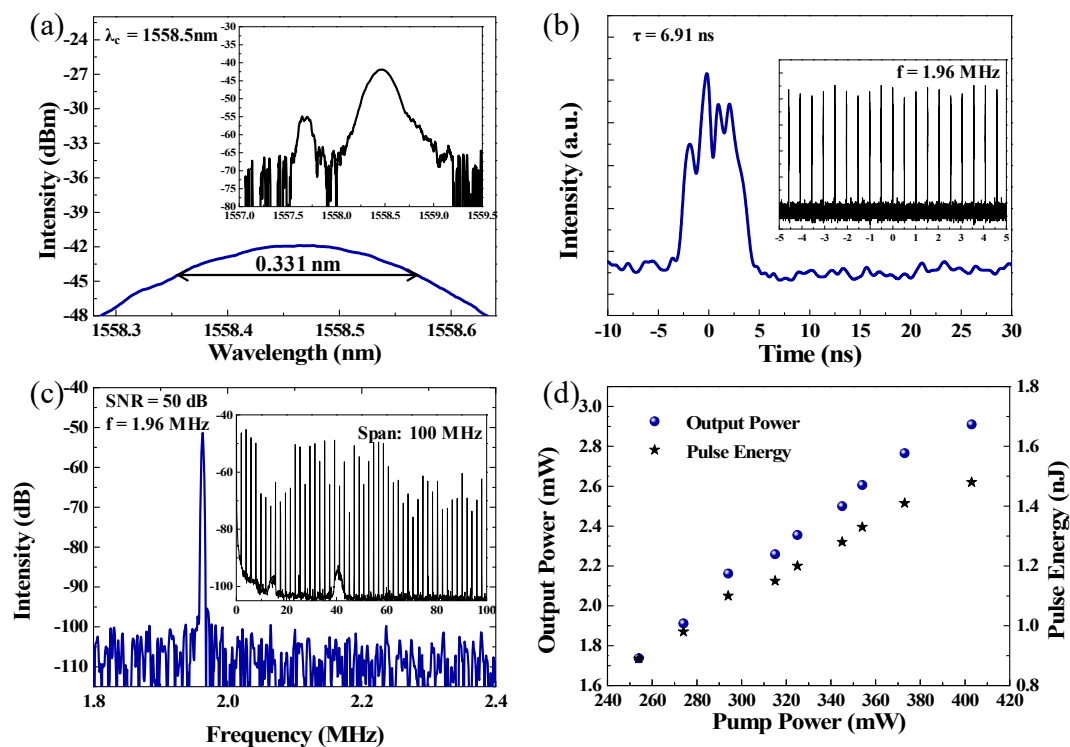 (a)
λc = 1558.5nm
-24
-27
-30
-33
-36
-39
-42
-45
-48
Intensity (dBm)
-30
-35
-40
-45
-50
-55
-60
-65
-70
-75
-80
1557.0 1557.5 1558.0 1558.5 1559.0 1559.5
0.331 nm
1558.3 1558.4 1558.5 1558.6
Wavelength (nm)
(b)
τ = 6.91 ns
f = 1.96 MHz
-5 -4 -3 -2 -1 0 1 2 3 4 5
Intensity (a.u.)
-10 -5 0 5 10 15 20 25 30
Time (ns)
(c)
SNR = 50 dB
f = 1.96 MHz
-40
-50
-60
-70
-80
-90
-100
-110
Intensity (dB)
Span: 100 MHz
-40
-60
-80
-100
0 20 40 60 80 100
1.8 2.0 2.2 2.4
Frequency (MHz)
(d)
Output Power
Pulse Energy
3.0
2.8
2.6
2.4
2.2
2.0
1.8
1.6
Output Power (mW)
1.8
1.6
1.4
1.2
1.0
0.8
Pulse Energy (nJ)
240 260 280 300 320 340 360 380 400 420
Pump Power (mW)